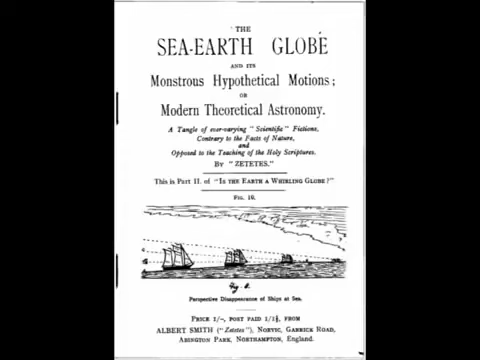 THE
SEA-EARTH GLOBE
AND ITS
Monstrous Hypothetical Motions;
OR
Modern Theoretical Astronomy.
A Tangle of ever-varying "Scientific" Fictions,
Contrary to the Facts of Nature,
and
Opposed to the Teaching of the Holy Scriptures.
BY "ZETETES."
This is Part II. of "IS THE EARTH A WHIRLING GLOBE?"
FIG. 16.
Fig. 8.
Perspective Disappearance of Ships at Sea.
PRICE 1/-, POST PAID 1/1½, FROM
ALBERT SMITH ("Zetetes"), NORVIC, GARRICK ROAD,
ABINGTON PARK, NORTHAMPTON, England.